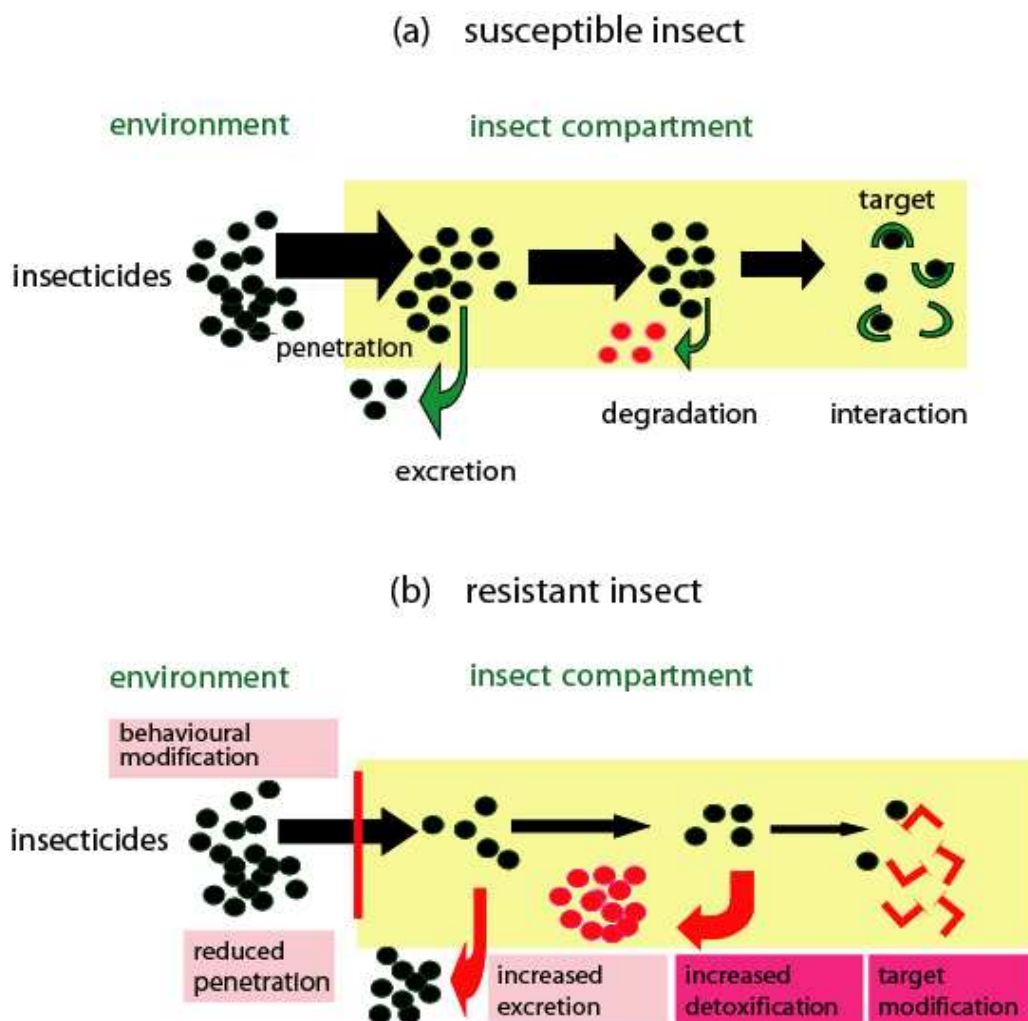 (a) susceptible insect
environment insect compartment
target
insecticides
penetration
degradation interaction
excretion
(b) resistant insect
environment insect compartment
behavioural
modification
insecticides
reduced
penetration
increased
excretion
increased
detoxification
target
modification